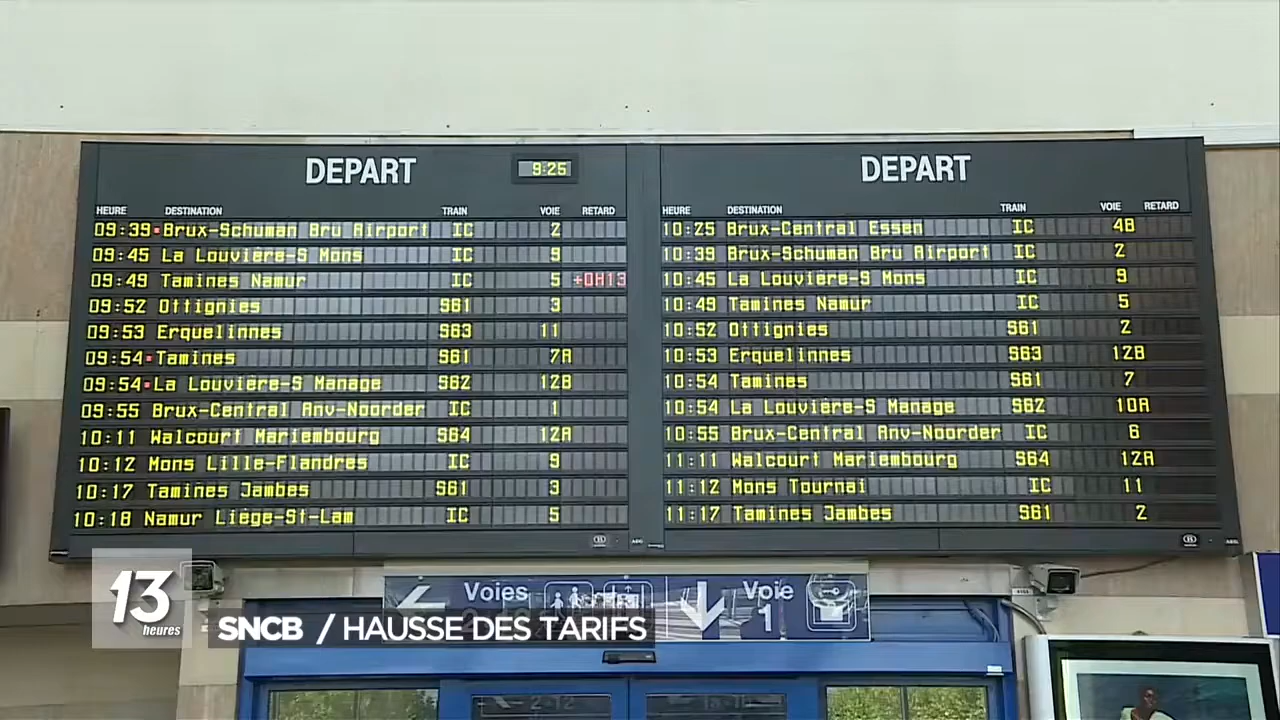 DEPART 9:25
HEURE DESTINATION TRAIN VOIE RETARD
09:39 Brux-Schuman Bru Airport IC 2
09:45 La Louvière-S Mons IC 9
09:49 Tamines Namur IC 5 +0H13
09:52 Ottignies S61 3
09:53 Erquelinnes S63 11
09:54 Tamines S61 7A
09:54 La Louvière-S Manage S62 12B
09:55 Brux-Central Anv-Noorder IC 1
10:11 Walcourt Mariembourg S64 12A
10:12 Mons Lille-Flandres IC 9
10:17 Tamines Jambes S61 3
10:18 Namur Liège-St-Lam IC 5
DEPART
HEURE DESTINATION TRAIN VOIE RETARD
10:25 Brux-Central Essen IC 4B
10:39 Brux-Schuman Bru Airport IC 2
10:45 La Louvière-S Mons IC 9
10:49 Tamines Namur IC 5
10:52 Ottignies S61 2
10:53 Erquelinnes S63 12B
10:54 Tamines S61 7
10:54 La Louvière-S Manage S62 10A
10:55 Brux-Central Anv-Noorder IC 6
11:11 Walcourt Mariembourg S64 12A
11:12 Mons Tournai IC 11
11:17 Tamines Jambes S61 2
Voies
Voie
1
13
heures
SNCB / HAUSSE DES TARIFS
2-12